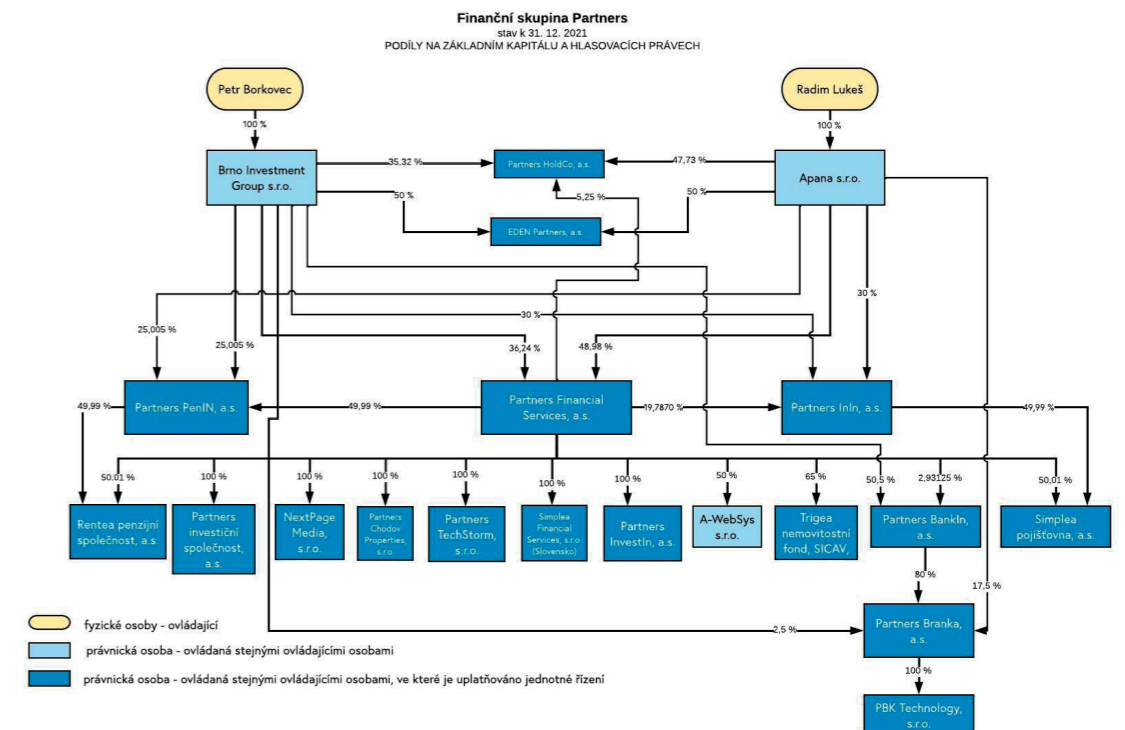 Finanční skupina Partners
stav k 31. 12. 2021
PODÍLY NA ZÁKLADNÍM KAPITÁLU A HLASOVACÍCH PRÁVECH
Petr Borkovec
Radim Lukeš
100 %
100 %
Brno Investment
Group s.r.o.
35,32 %
Partners HoldCo, a.s.
47,73 %
Apana s.r.o.
50 %
5,25 %
50 %
EDEN Partners, a.s.
30 %
25,005 %
30 %
25,005 %
36,24 %
48,98 %
49,99 %
Partners PenIN, a.s.
49,99 %
Partners Financial
Services, a.s.
49,7870 %
Partners InIn, a.s.
49,99 %
50.01 %
100 %
100 %
100 %
100 %
100 %
100 %
50 %
65 %
50,5 %
2,93125 %
50,01 %
Rentea penzijní
společnost, a.s.
Partners
investiční
společnost,
a.s.
NextPage
Media,
s.r.o.
Partners
Chodov
Properties,
s.r.o
Partners
TechStorm,
s.r.o.
Simplea
Financial
Services, s.r.o
(Slovensko)
Partners
InvestIn, a.s.
A-WebSys
s.r.o.
Trigea
nemovitostní
fond, SICAV,
Partners BankIn,
a.s.
Simplea
pojišťovna, a.s.
80 %
17,5 %
2,5 %
Partners Branka,
a.s.
100 %
PBK Technology,
s.r.o.
fyzické osoby - ovládající
právnická osoba - ovládaná stejnými ovládajícími osobami
právnická osoba - ovládaná stejnými ovládajícími osobami, ve které je uplatňováno jednotné řízení